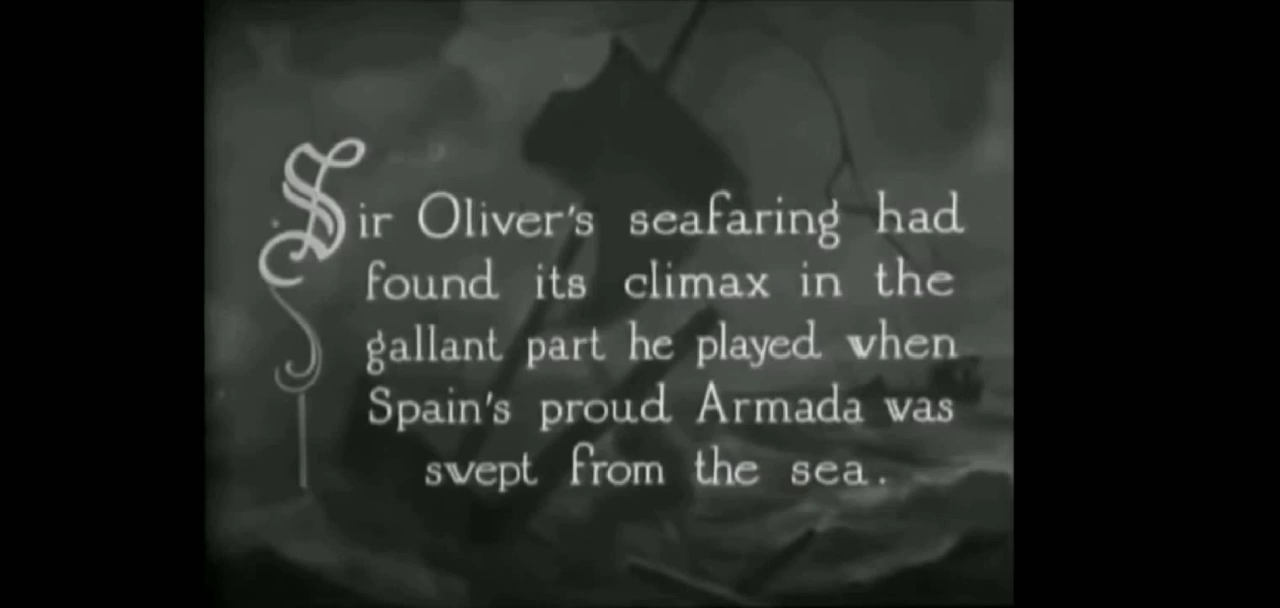 Sir Oliver's seafaring had
found its climax in the
gallant part he played when
Spain's proud Armada was
swept from the sea.